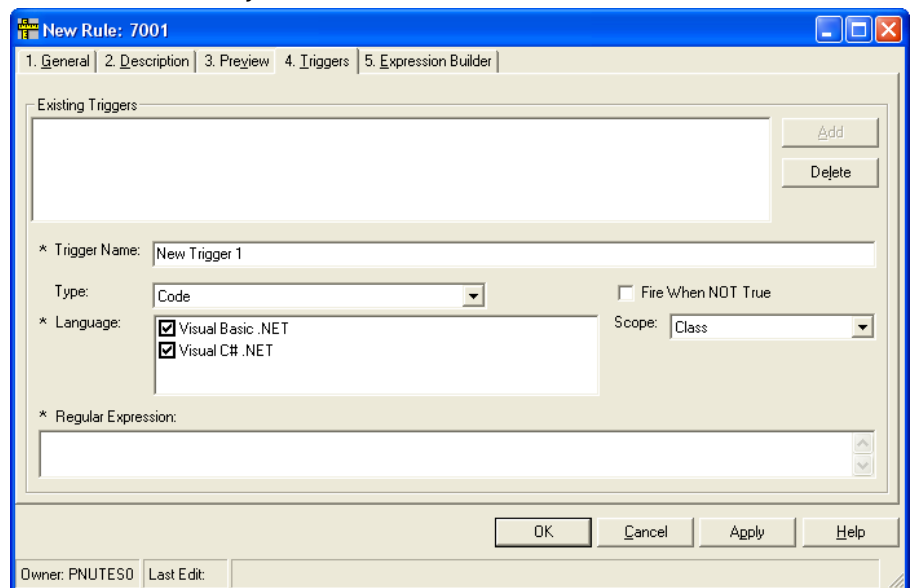 New Rule: 7001
1. General 2. Description 3. Preview 4. Triggers 5. Expression Builder
Existing Triggers
Add
Delete
* Trigger Name: New Trigger 1
Type: Code
Fire When NOT True
* Language: Visual Basic .NET
Visual C# .NET
Scope: Class
* Regular Expression:
OK Cancel Apply Help
Owner: PNUTES0 Last Edit: